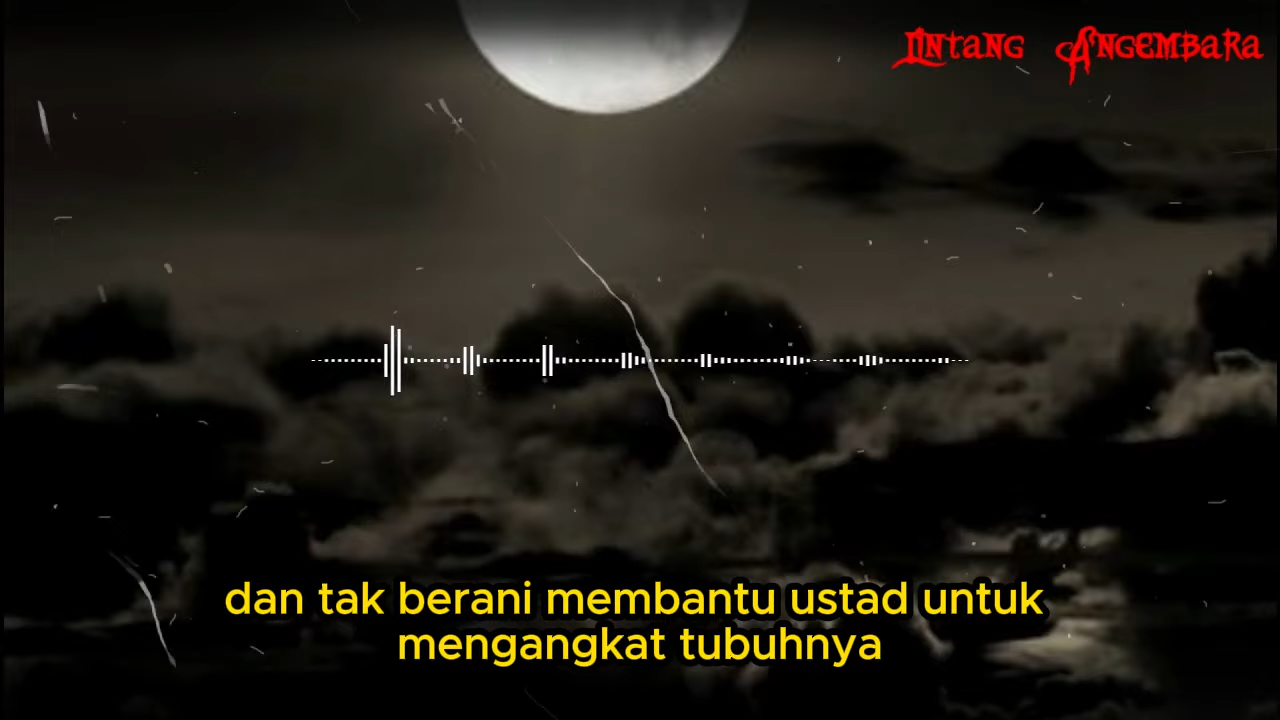 Lintang Angembara
dan tak berani membantu ustad untuk
mengangkat tubuhnya